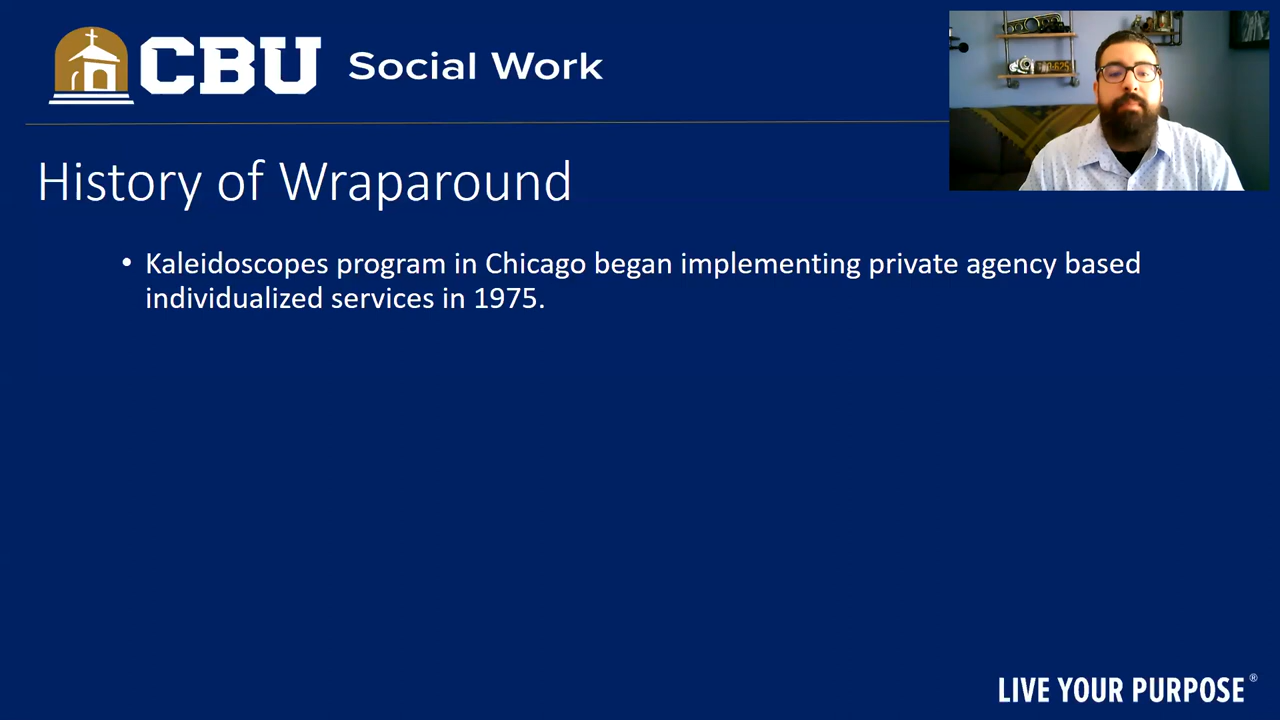 CBU Social Work
History of Wraparound
• Kaleidoscopes program in Chicago began implementing private agency based
individualized services in 1975.
LIVE YOUR PURPOSE®